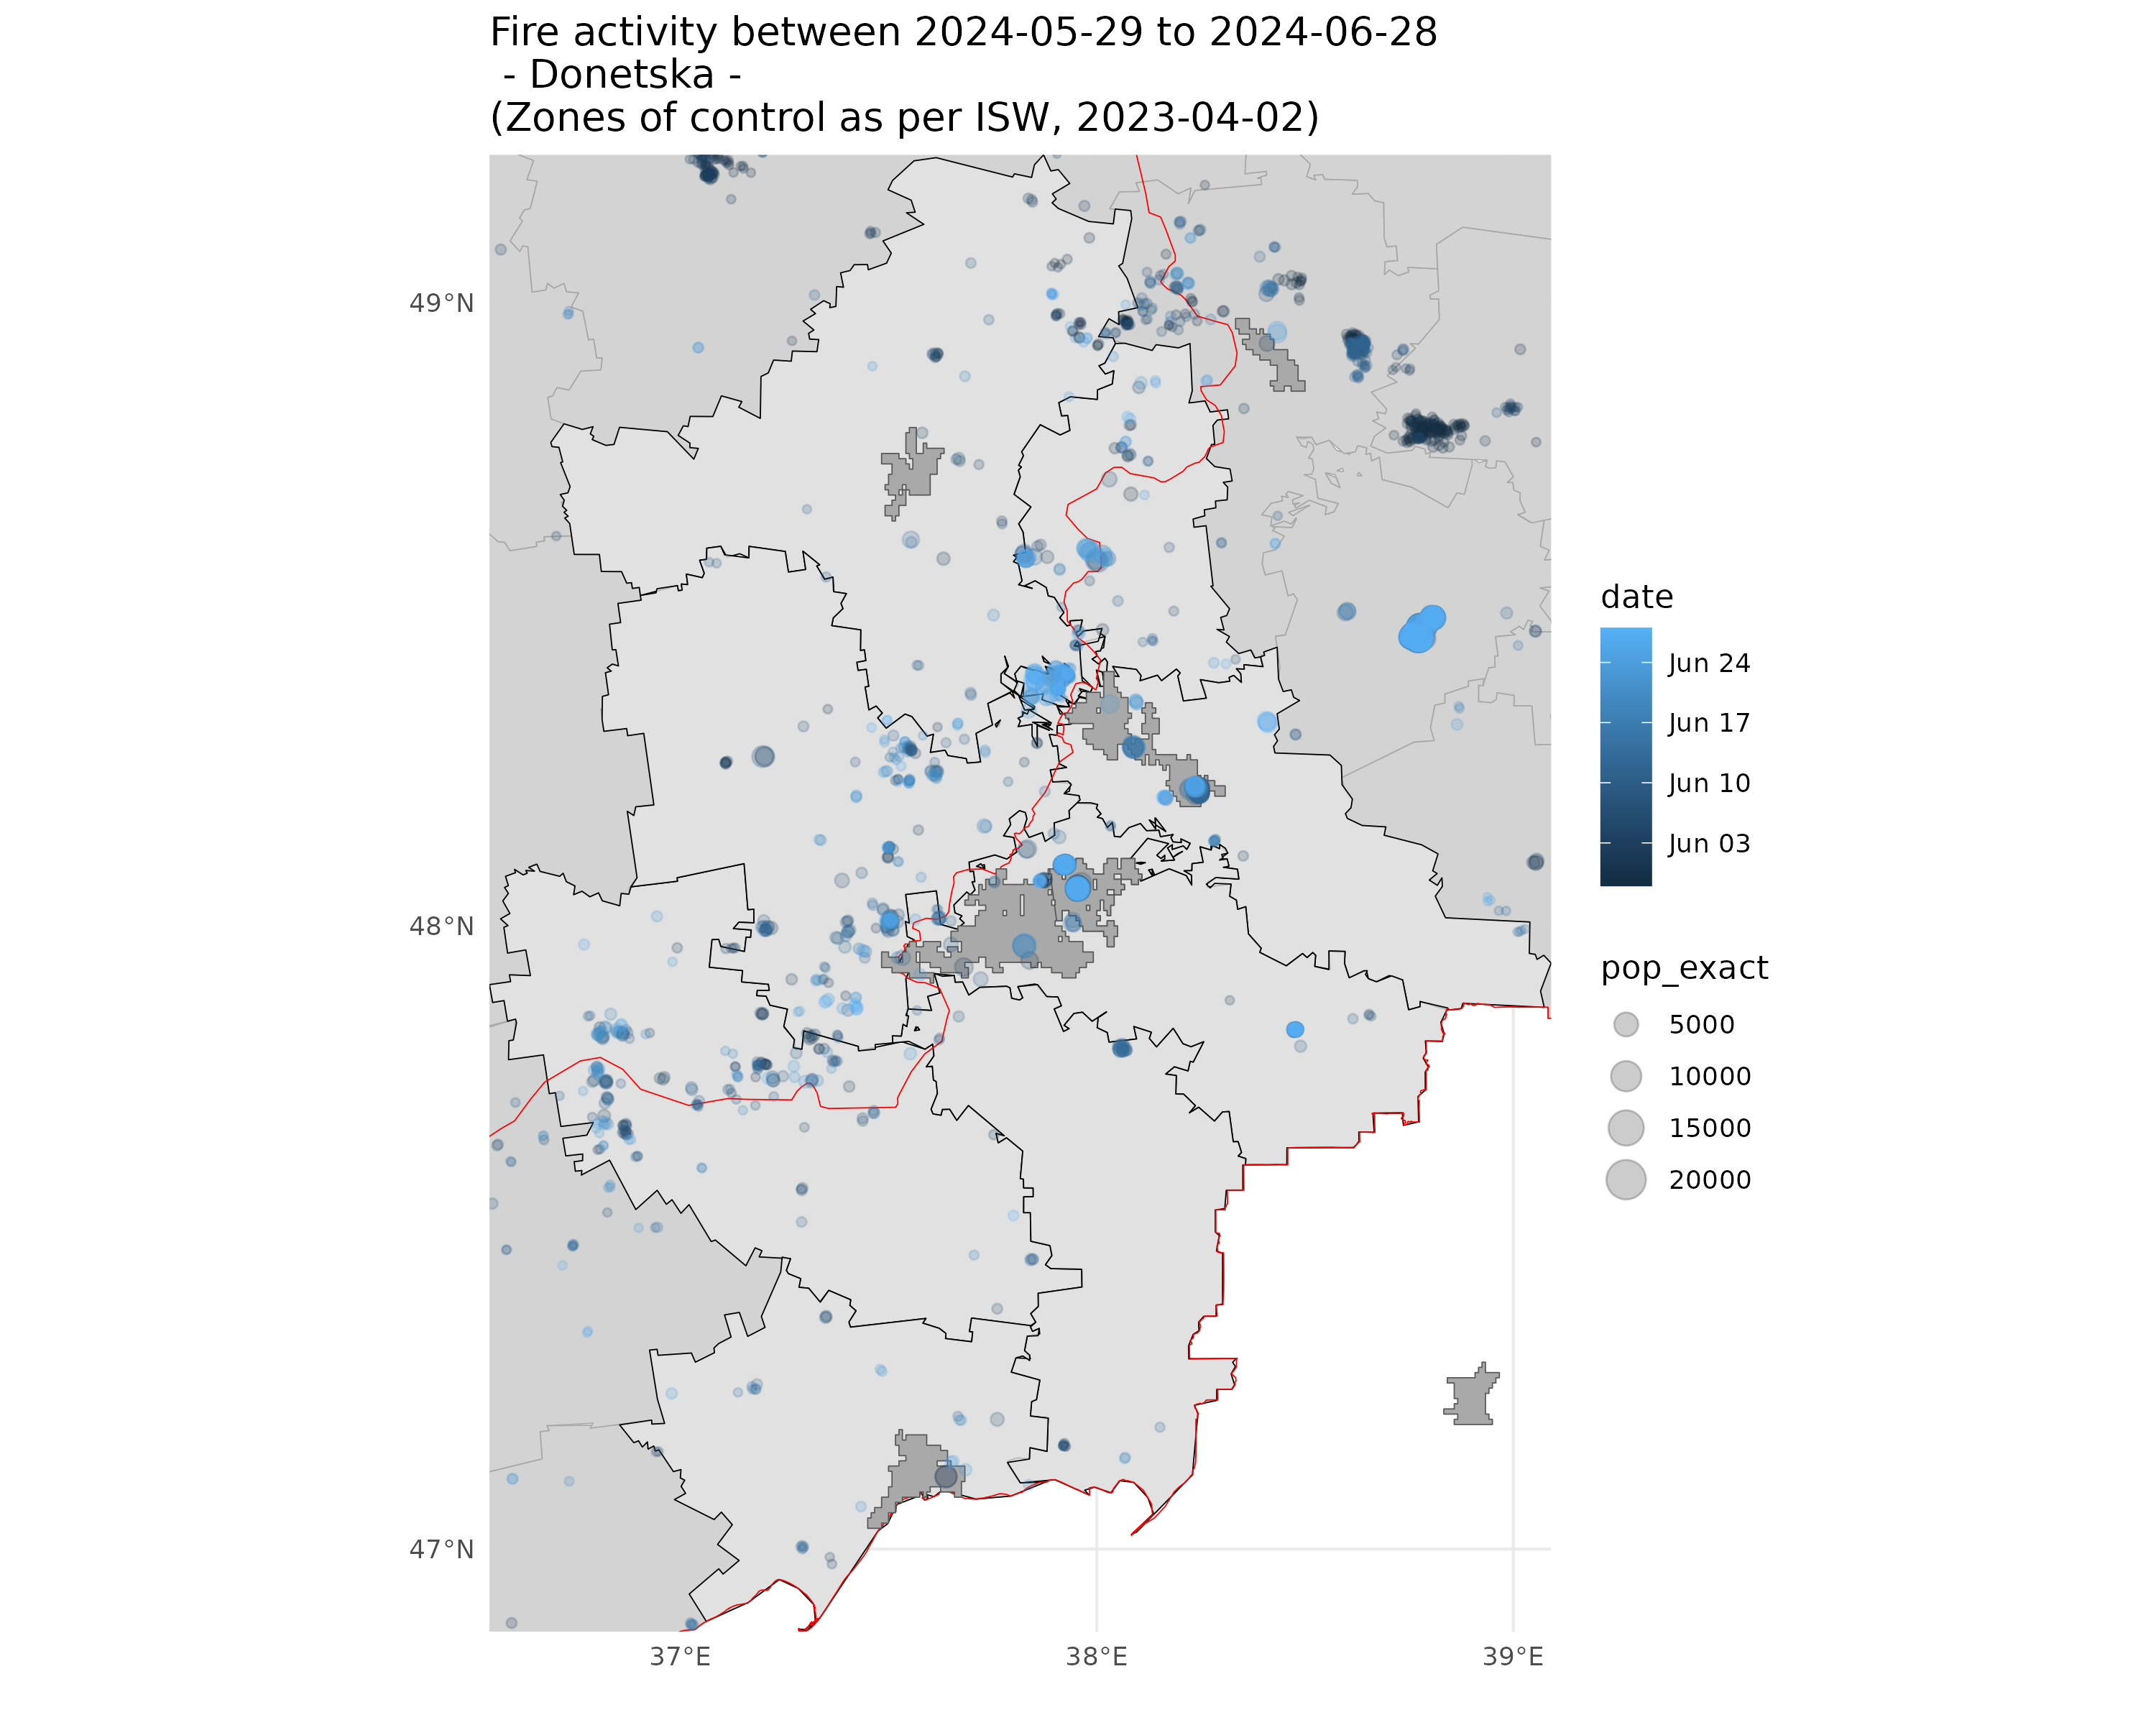 Fire activity between 2024-05-29 to 2024-06-28
- Donetska -
(Zones of control as per ISW, 2023-04-02)
49°N
48°N
47°N
37°E
38°E
39°E
date
Jun 24
Jun 17
Jun 10
Jun 03
pop_exact
5000
10000
15000
20000